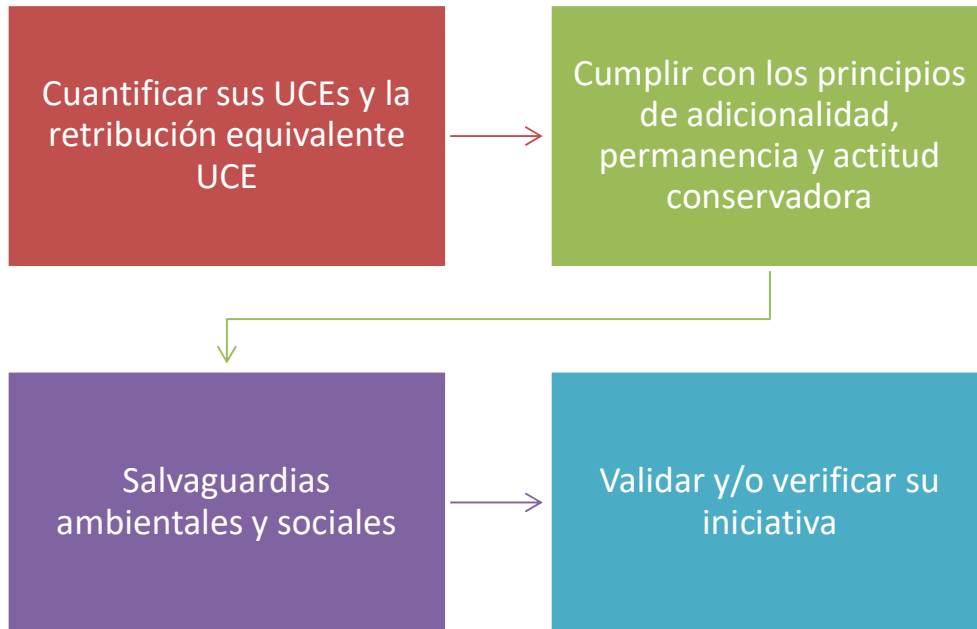 Cuantificar sus UCEs y la
retribución equivalente
UCE
Cumplir con los principios
de adicionalidad,
permanencia y actitud
conservadora
Salvaguardias
ambientales y sociales
Validar y/o verificar su
iniciativa